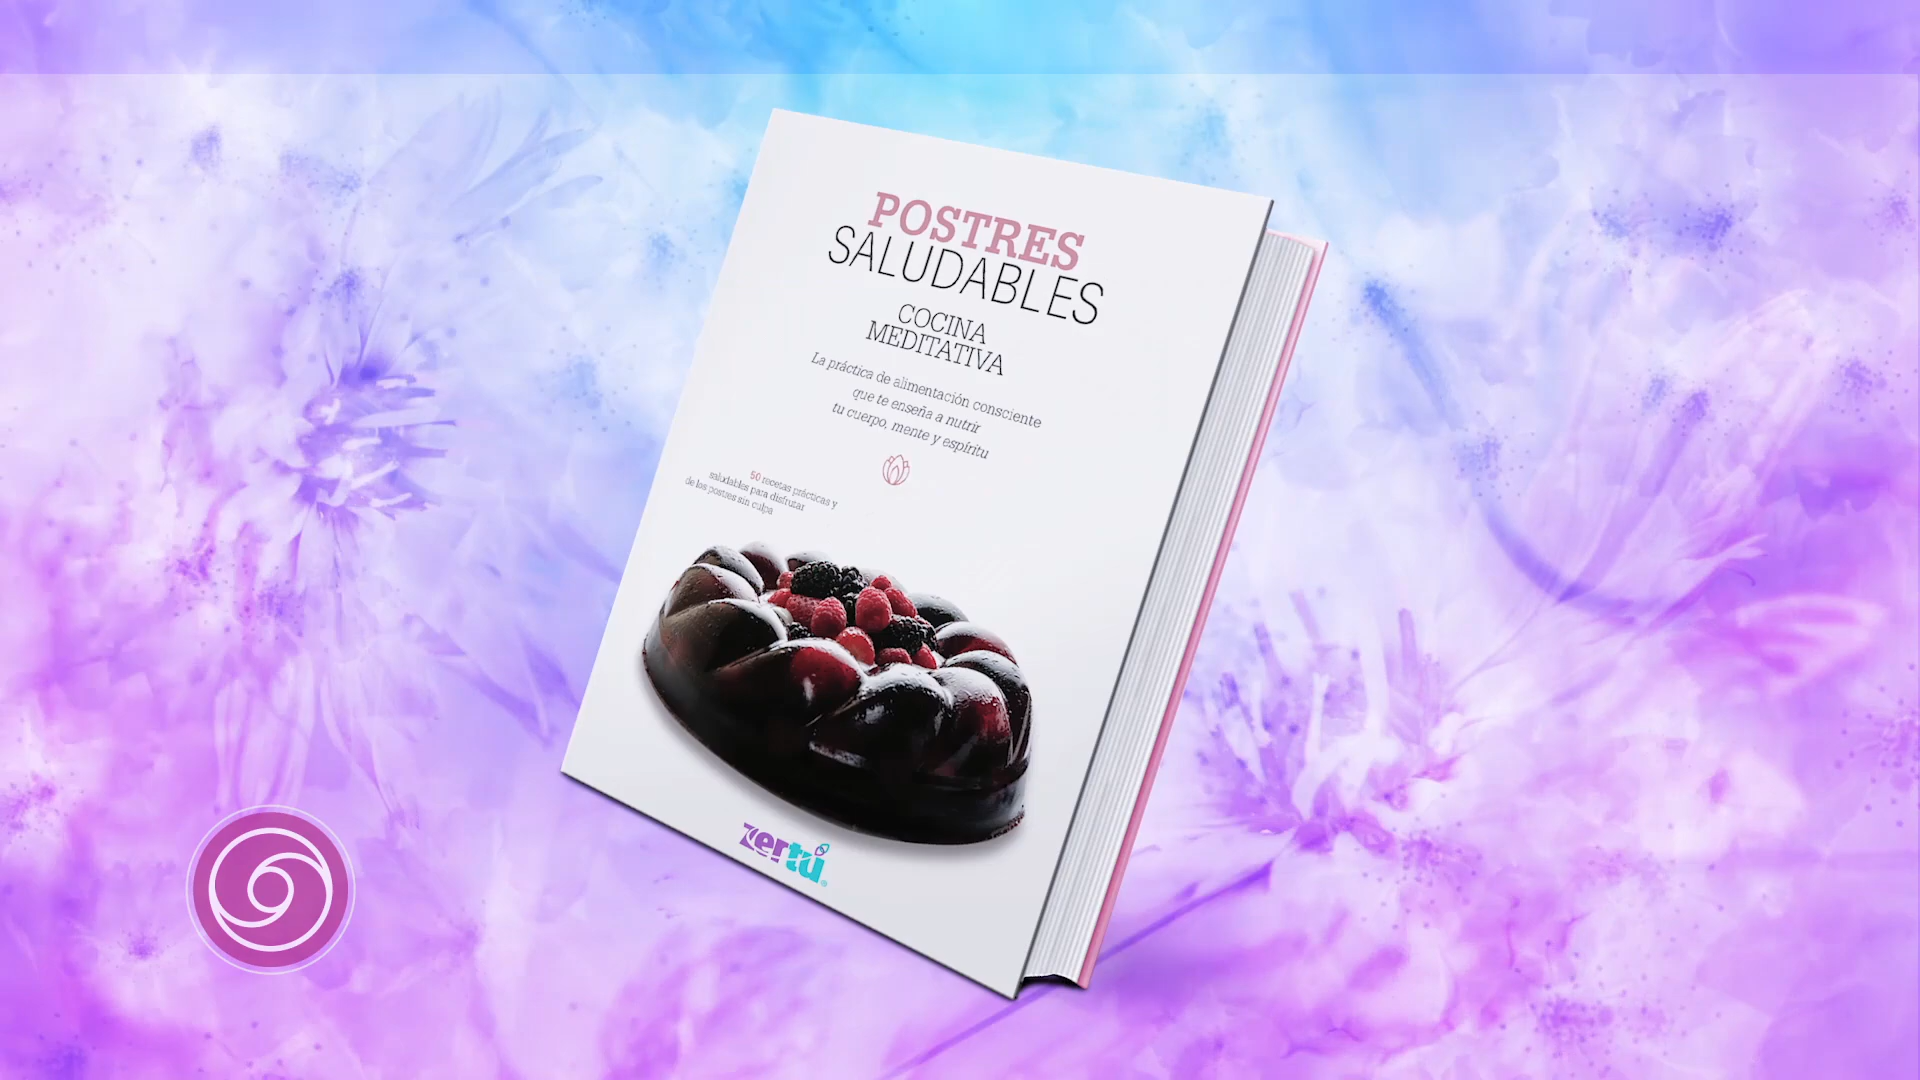 POSTRES
SALUDABLES
COCINA
MEDITATIVA
La práctica de alimentación consciente
que te enseña a nutrir
tu cuerpo, mente y espíritu
50 recetas prácticas y
saludables para disfrutar
de los postres sin culpa
zertú®